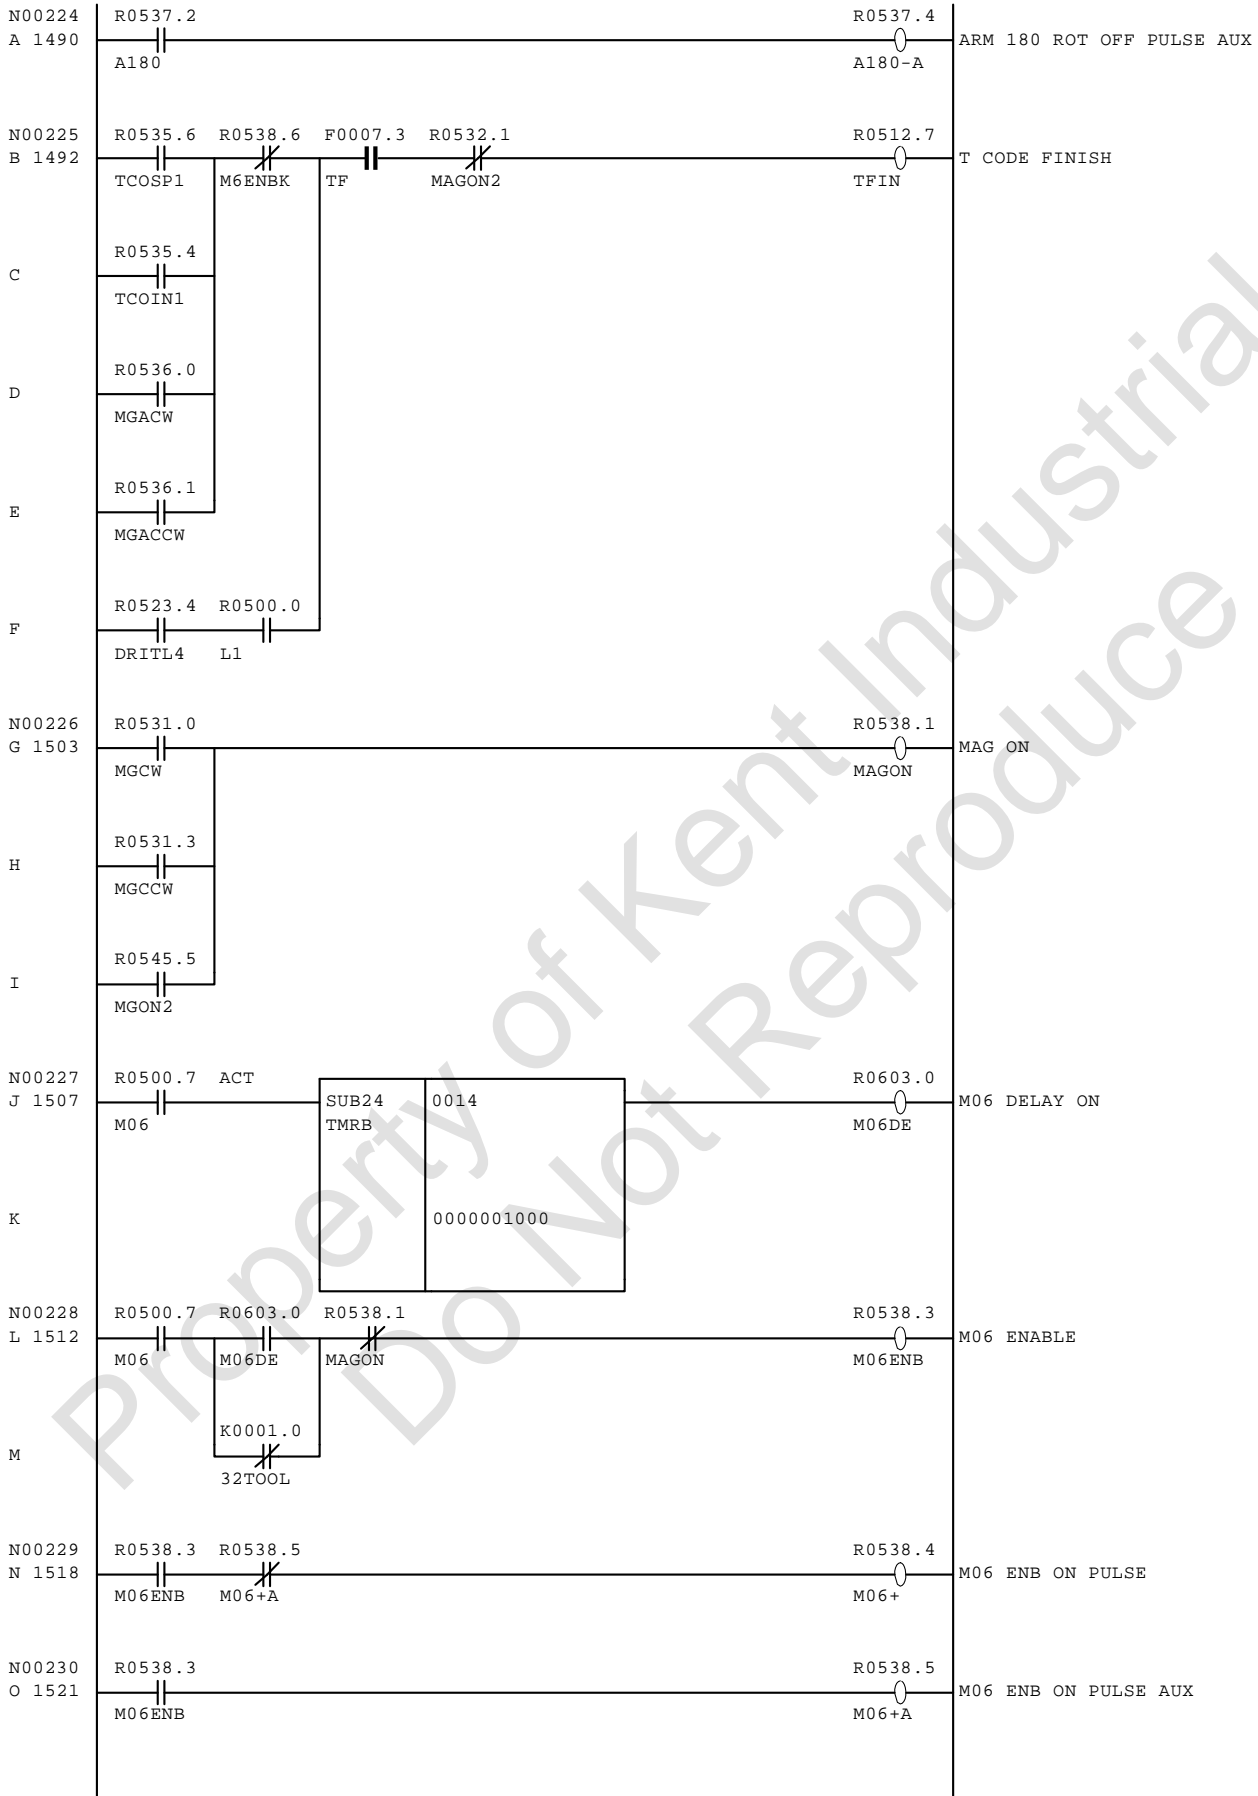 N00224 R0537.2 R0537.4
A 1490 ARM 180 ROT OFF PULSE AUX
A180 A180-A
N00225 R0535.6 R0538.6 F0007.3 R0532.1 R0512.7
B 1492 T CODE FINISH
TCOSP1 M6ENBK TF MAGON2 TFIN
R0535.4
C
TCOIN1
R0536.0
D
MGACW
R0536.1
E
MGACCW
R0523.4 R0500.0
F
DRITL4 L1
N00226 R0531.0 R0538.1
G 1503 MAG ON
MGCW MAGON
R0531.3
H
MGCCW
R0545.5
I
MGON2
N00227 R0500.7 ACT R0603.0
J 1507 SUB24 0014 M06 DELAY ON
M06 TMRB M06DE
K 0000001000
N00228 R0500.7 R0603.0 R0538.1 R0538.3
L 1512 M06 ENABLE
M06 M06DE MAGON M06ENB
K0001.0
M
32TOOL
N00229 R0538.3 R0538.5 R0538.4
N 1518 M06 ENB ON PULSE
M06ENB M06+A M06+
N00230 R0538.3 R0538.5
O 1521 M06 ENB ON PULSE AUX
M06ENB M06+A
Property of Kent Industrial
Do Not Reproduce